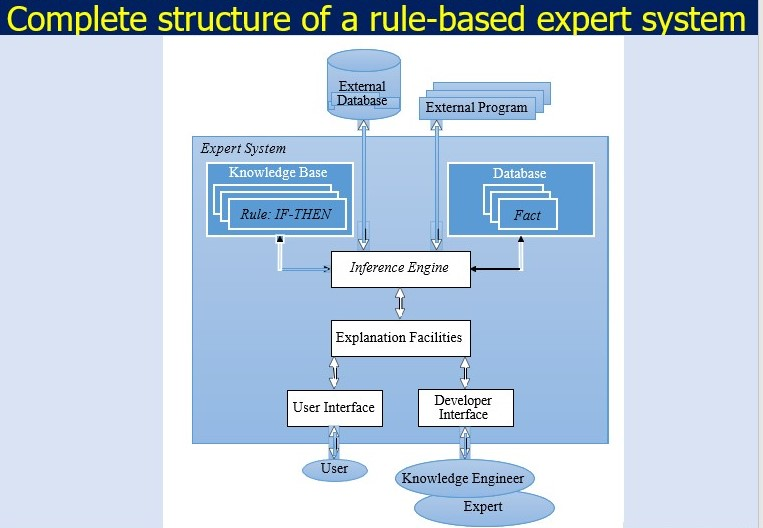 Complete structure of a rule-based expert system
External
Database
External Program
Expert System
Knowledge Base
Rule: IF-THEN
Database
Fact
Inference Engine
Explanation Facilities
User Interface
Developer
Interface
User
Knowledge Engineer
Expert